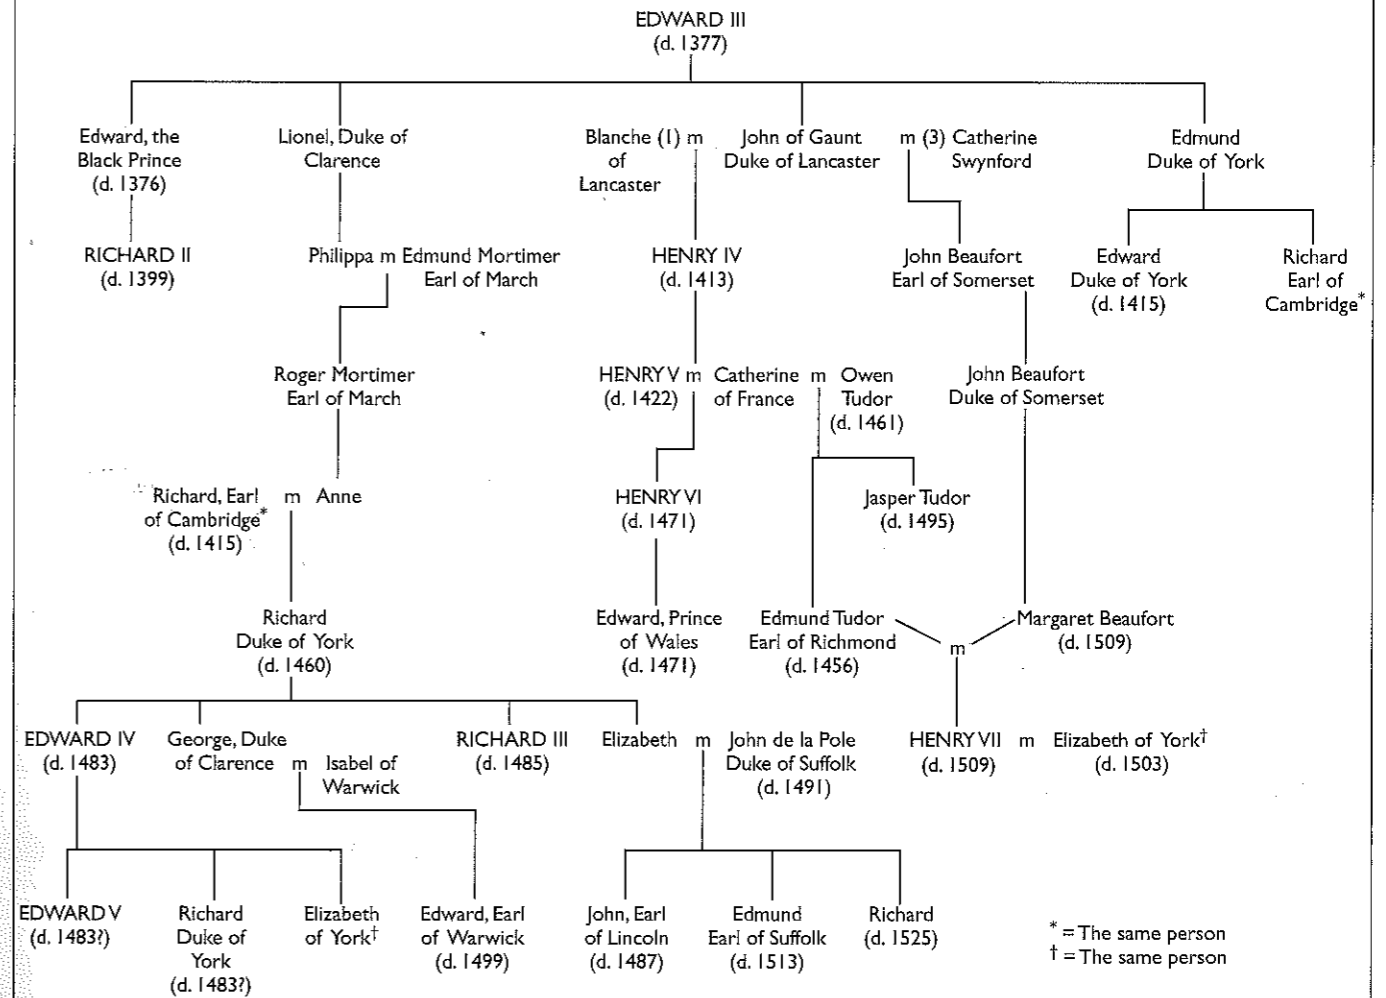 EDWARD III
(d. 1377)
Edward, the
Black Prince
(d. 1376)
Lionel, Duke of
Clarence
Blanche (1) m
of
Lancaster
John of Gaunt
Duke of Lancaster
m (3) Catherine
Swynford
Edmund
Duke of York
RICHARD II
(d. 1399)
Philippa m Edmund Mortimer
Earl of March
HENRY IV
(d. 1413)
John Beaufort
Earl of Somerset
Edward
Duke of York
(d. 1415)
Richard
Earl of
Cambridge*
Roger Mortimer
Earl of March
HENRY V m Catherine m Owen
(d. 1422) of France Tudor
(d. 1461)
John Beaufort
Duke of Somerset
Richard, Earl m Anne
of Cambridge*
(d. 1415)
HENRY VI
(d. 1471)
Jasper Tudor
(d. 1495)
Richard
Duke of York
(d. 1460)
Edward, Prince
of Wales
(d. 1471)
Edmund Tudor
Earl of Richmond
(d. 1456)
m
Margaret Beaufort
(d. 1509)
EDWARD IV
(d. 1483)
George, Duke
of Clarence m Isabel of
Warwick
RICHARD III
(d. 1485)
Elizabeth m John de la Pole
Duke of Suffolk
(d. 1491)
HENRY VII m Elizabeth of York†
(d. 1509) (d. 1503)
EDWARD V
(d. 1483?)
Richard
Duke of
York
(d. 1483?)
Elizabeth
of York†
Edward, Earl
of Warwick
(d. 1499)
John, Earl
of Lincoln
(d. 1487)
Edmund
Earl of Suffolk
(d. 1513)
Richard
(d. 1525)
* = The same person
† = The same person